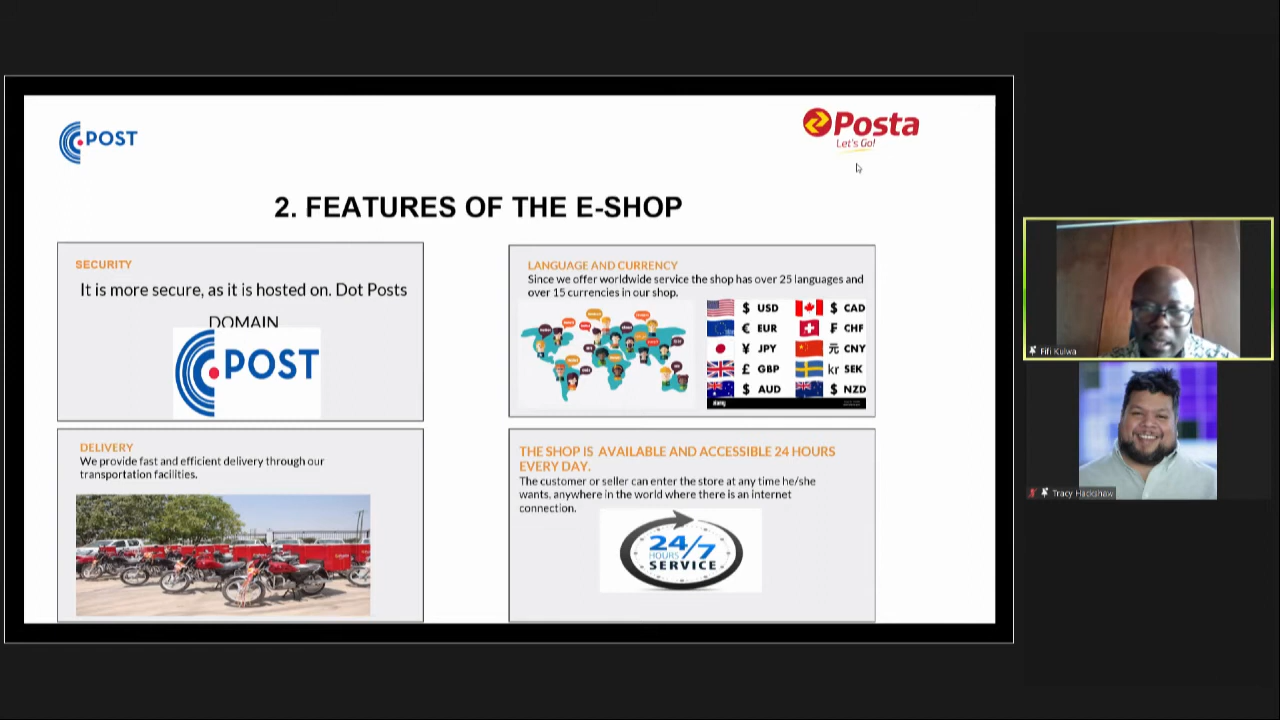 POST
Posta
Let's Go!
2. FEATURES OF THE E-SHOP
SECURITY
It is more secure, as it is hosted on. Dot Posts
DOMAIN
POST
LANGUAGE AND CURRENCY
Since we offer worldwide service the shop has over 25 languages and
over 15 currencies in our shop.
$ USD $ CAD
€ EUR ₣ CHF
¥ JPY 元 CNY
£ GBP kr SEK
$ AUD $ NZD
DELIVERY
We provide fast and efficient delivery through our
transportation facilities.
THE SHOP IS AVAILABLE AND ACCESSIBLE 24 HOURS
EVERY DAY.
The customer or seller can enter the store at any time he/she
wants, anywhere in the world where there is an internet
connection.
24/7
HOURS
SERVICE
Fifi Kulwa
Tracy Hackshaw